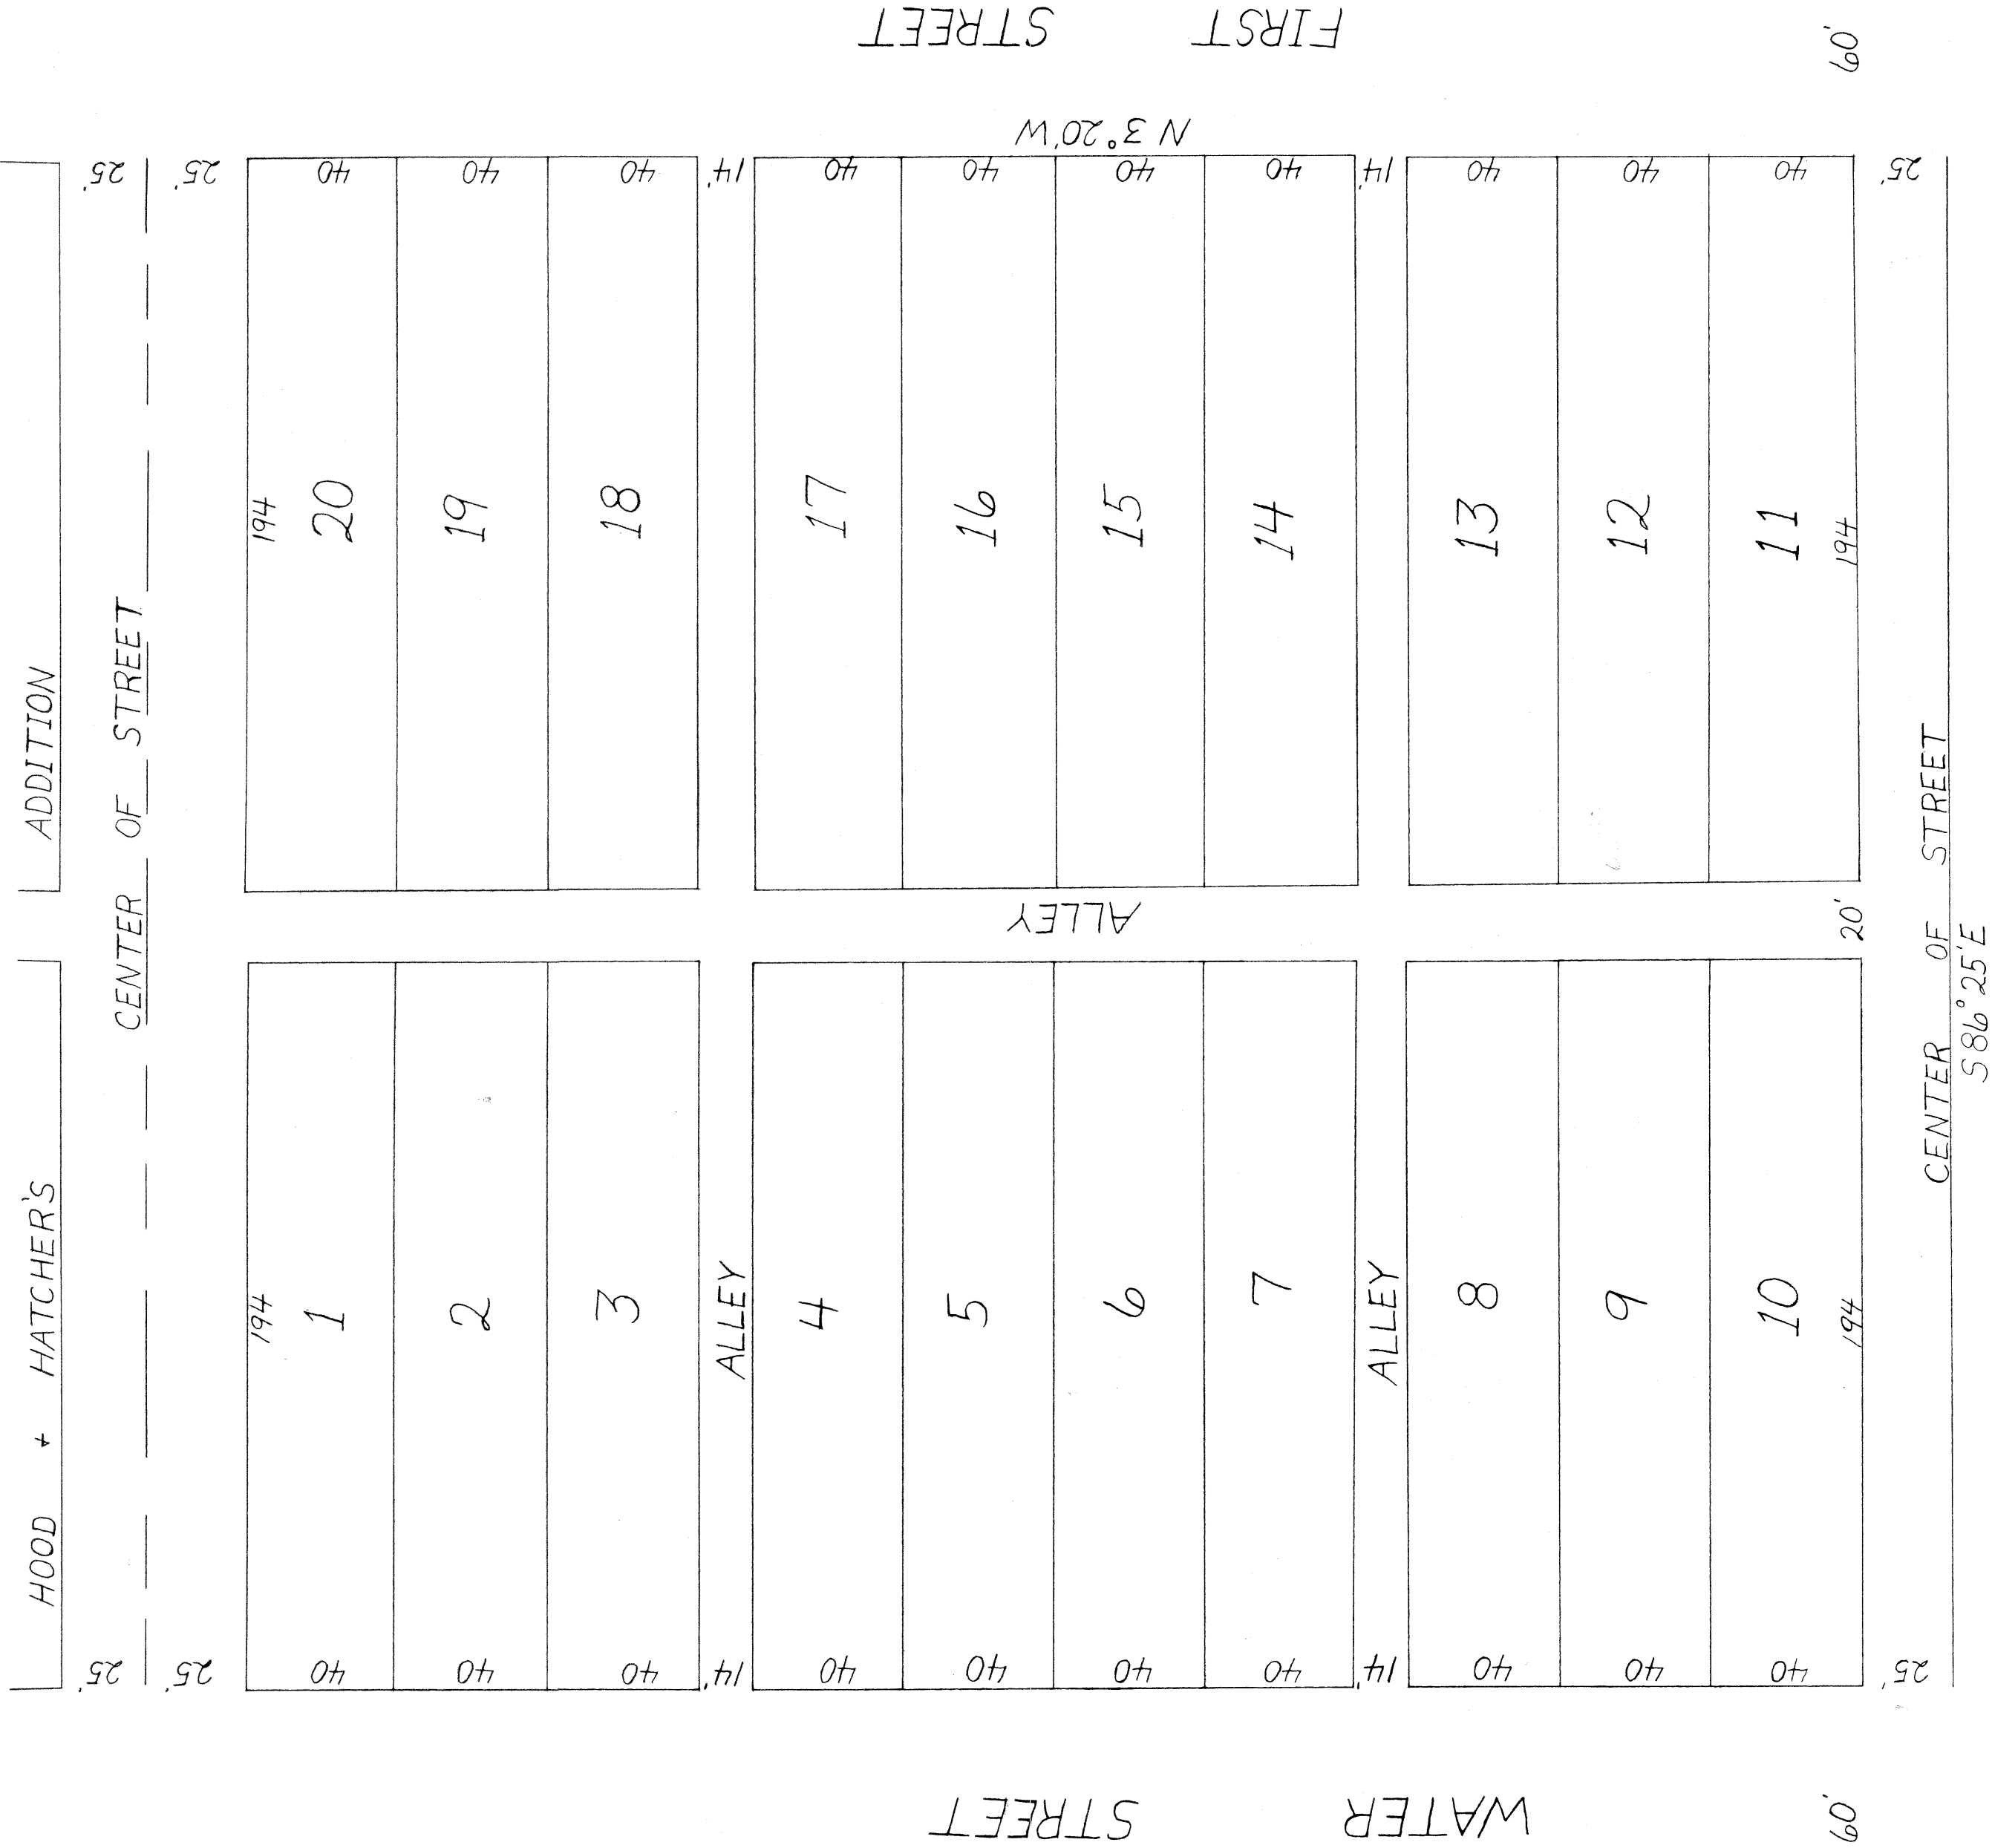 HOOD + HATCHER'S ADDITION
25' 25'
CENTER OF STREET
25' 25'
194 194
40 1 20 40
40 2 19 40
40 3 18 40
14' ALLEY 14'
40 4 17 40
40 5 16 40
40 6 15 40
40 7 14 40
14' ALLEY 14'
40 8 13 40
40 9 12 40
40 10 11 40
194 20' 194
25' 25'
CENTER OF STREET
S 86° 25' E
WATER STREET
60'
ALLEY
N 3° 20' W
FIRST STREET
60'